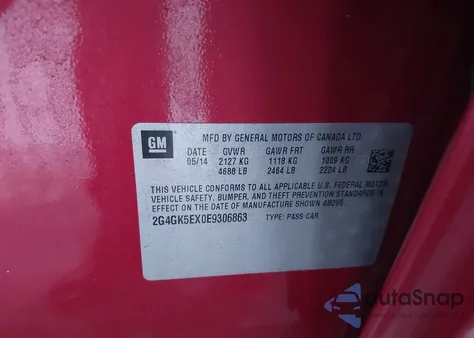 GM
MFD BY GENERAL MOTORS OF CANADA LTD.
DATE GVWR GAWR FRT GAWR RR
05/14 2127 KG 1118 KG 1009 KG
4688 LB 2464 LB 2224 LB
THIS VEHICLE CONFORMS TO ALL APPLICABLE U.S. FEDERAL MOTOR
VEHICLE SAFETY, BUMPER, AND THEFT PREVENTION STANDARDS IN
EFFECT ON THE DATE OF MANUFACTURE SHOWN ABOVE.
2G4GK5EX0E9306863 TYPE: PASS CAR
autoSnap